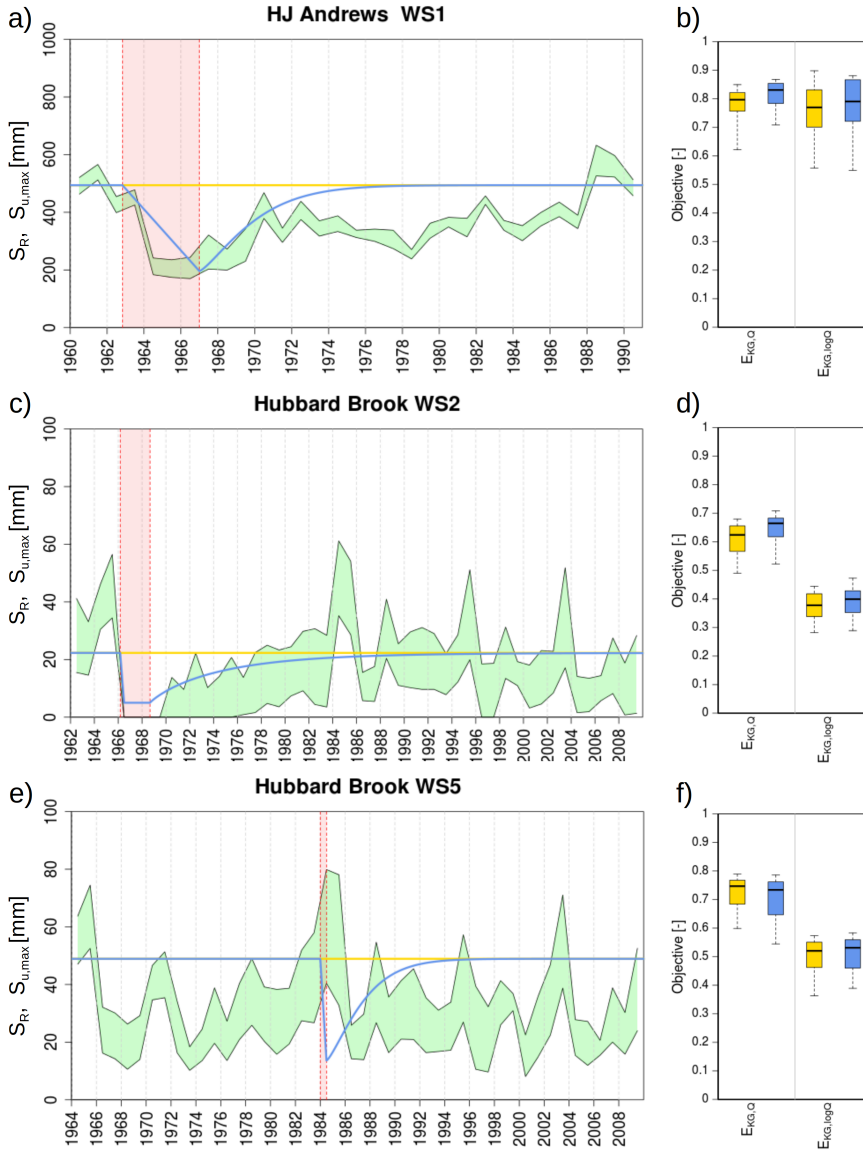 a)
HJ Andrews WS1
b)
S_R, S_u,max [mm]
0 200 400 600 800 1000
1960 1962 1964 1966 1968 1970 1972 1974 1976 1978 1980 1982 1984 1986 1988 1990
Objective [-]
0 0.1 0.2 0.3 0.4 0.5 0.6 0.7 0.8 0.9 1
E_KG,Q E_KG,logQ
c)
Hubbard Brook WS2
d)
S_R, S_u,max [mm]
0 20 40 60 80 100
1962 1964 1966 1968 1970 1972 1974 1976 1978 1980 1982 1984 1986 1988 1990 1992 1994 1996 1998 2000 2002 2004 2006 2008
Objective [-]
0 0.1 0.2 0.3 0.4 0.5 0.6 0.7 0.8 0.9 1
E_KG,Q E_KG,logQ
e)
Hubbard Brook WS5
f)
S_R, S_u,max [mm]
0 20 40 60 80 100
1964 1966 1968 1970 1972 1974 1976 1978 1980 1982 1984 1986 1988 1990 1992 1994 1996 1998 2000 2002 2004 2006 2008
Objective [-]
0 0.1 0.2 0.3 0.4 0.5 0.6 0.7 0.8 0.9 1
E_KG,Q E_KG,logQ